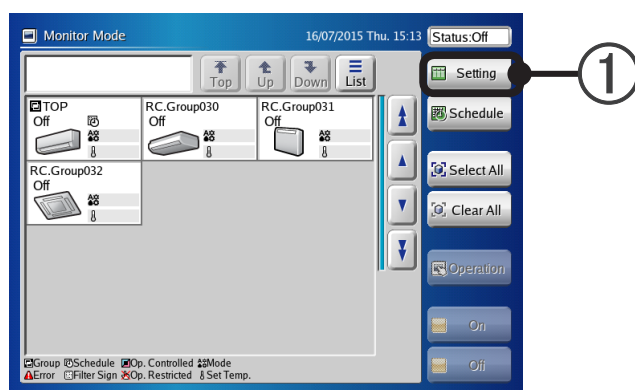 Monitor Mode
16/07/2015 Thu. 15:13
Status:Off
Top
Up
Down
List
Setting
1
TOP
Off
RC.Group030
Off
RC.Group031
Off
Schedule
RC.Group032
Off
Select All
Clear All
Operation
On
Off
Group Schedule Op. Controlled Mode
Error Filter Sign Op. Restricted Set Temp.